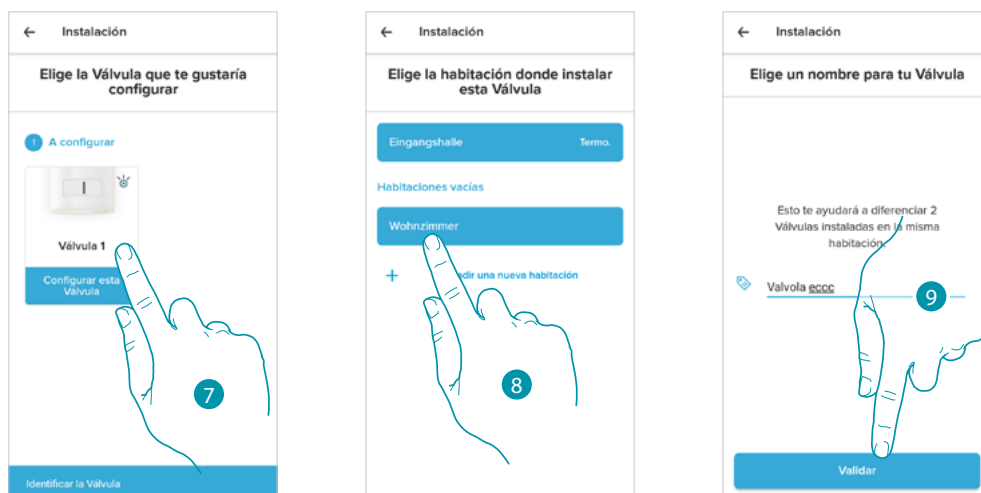 Instalación
Elige la Válvula que te gustaría
configurar
1 A configurar
Válvula 1
Configurar esta
Válvula
7
Identificar la Válvula
Instalación
Elige la habitación donde instalar
esta Válvula
Eingangshalle Termo.
Habitaciones vacías
Wohnzimmer
+ dir una nueva habitación
8
Instalación
Elige un nombre para tu Válvula
Esto te ayudará a diferenciar 2
Válvulas instaladas en la misma
habitación.
Valvola eccc
9
Validar